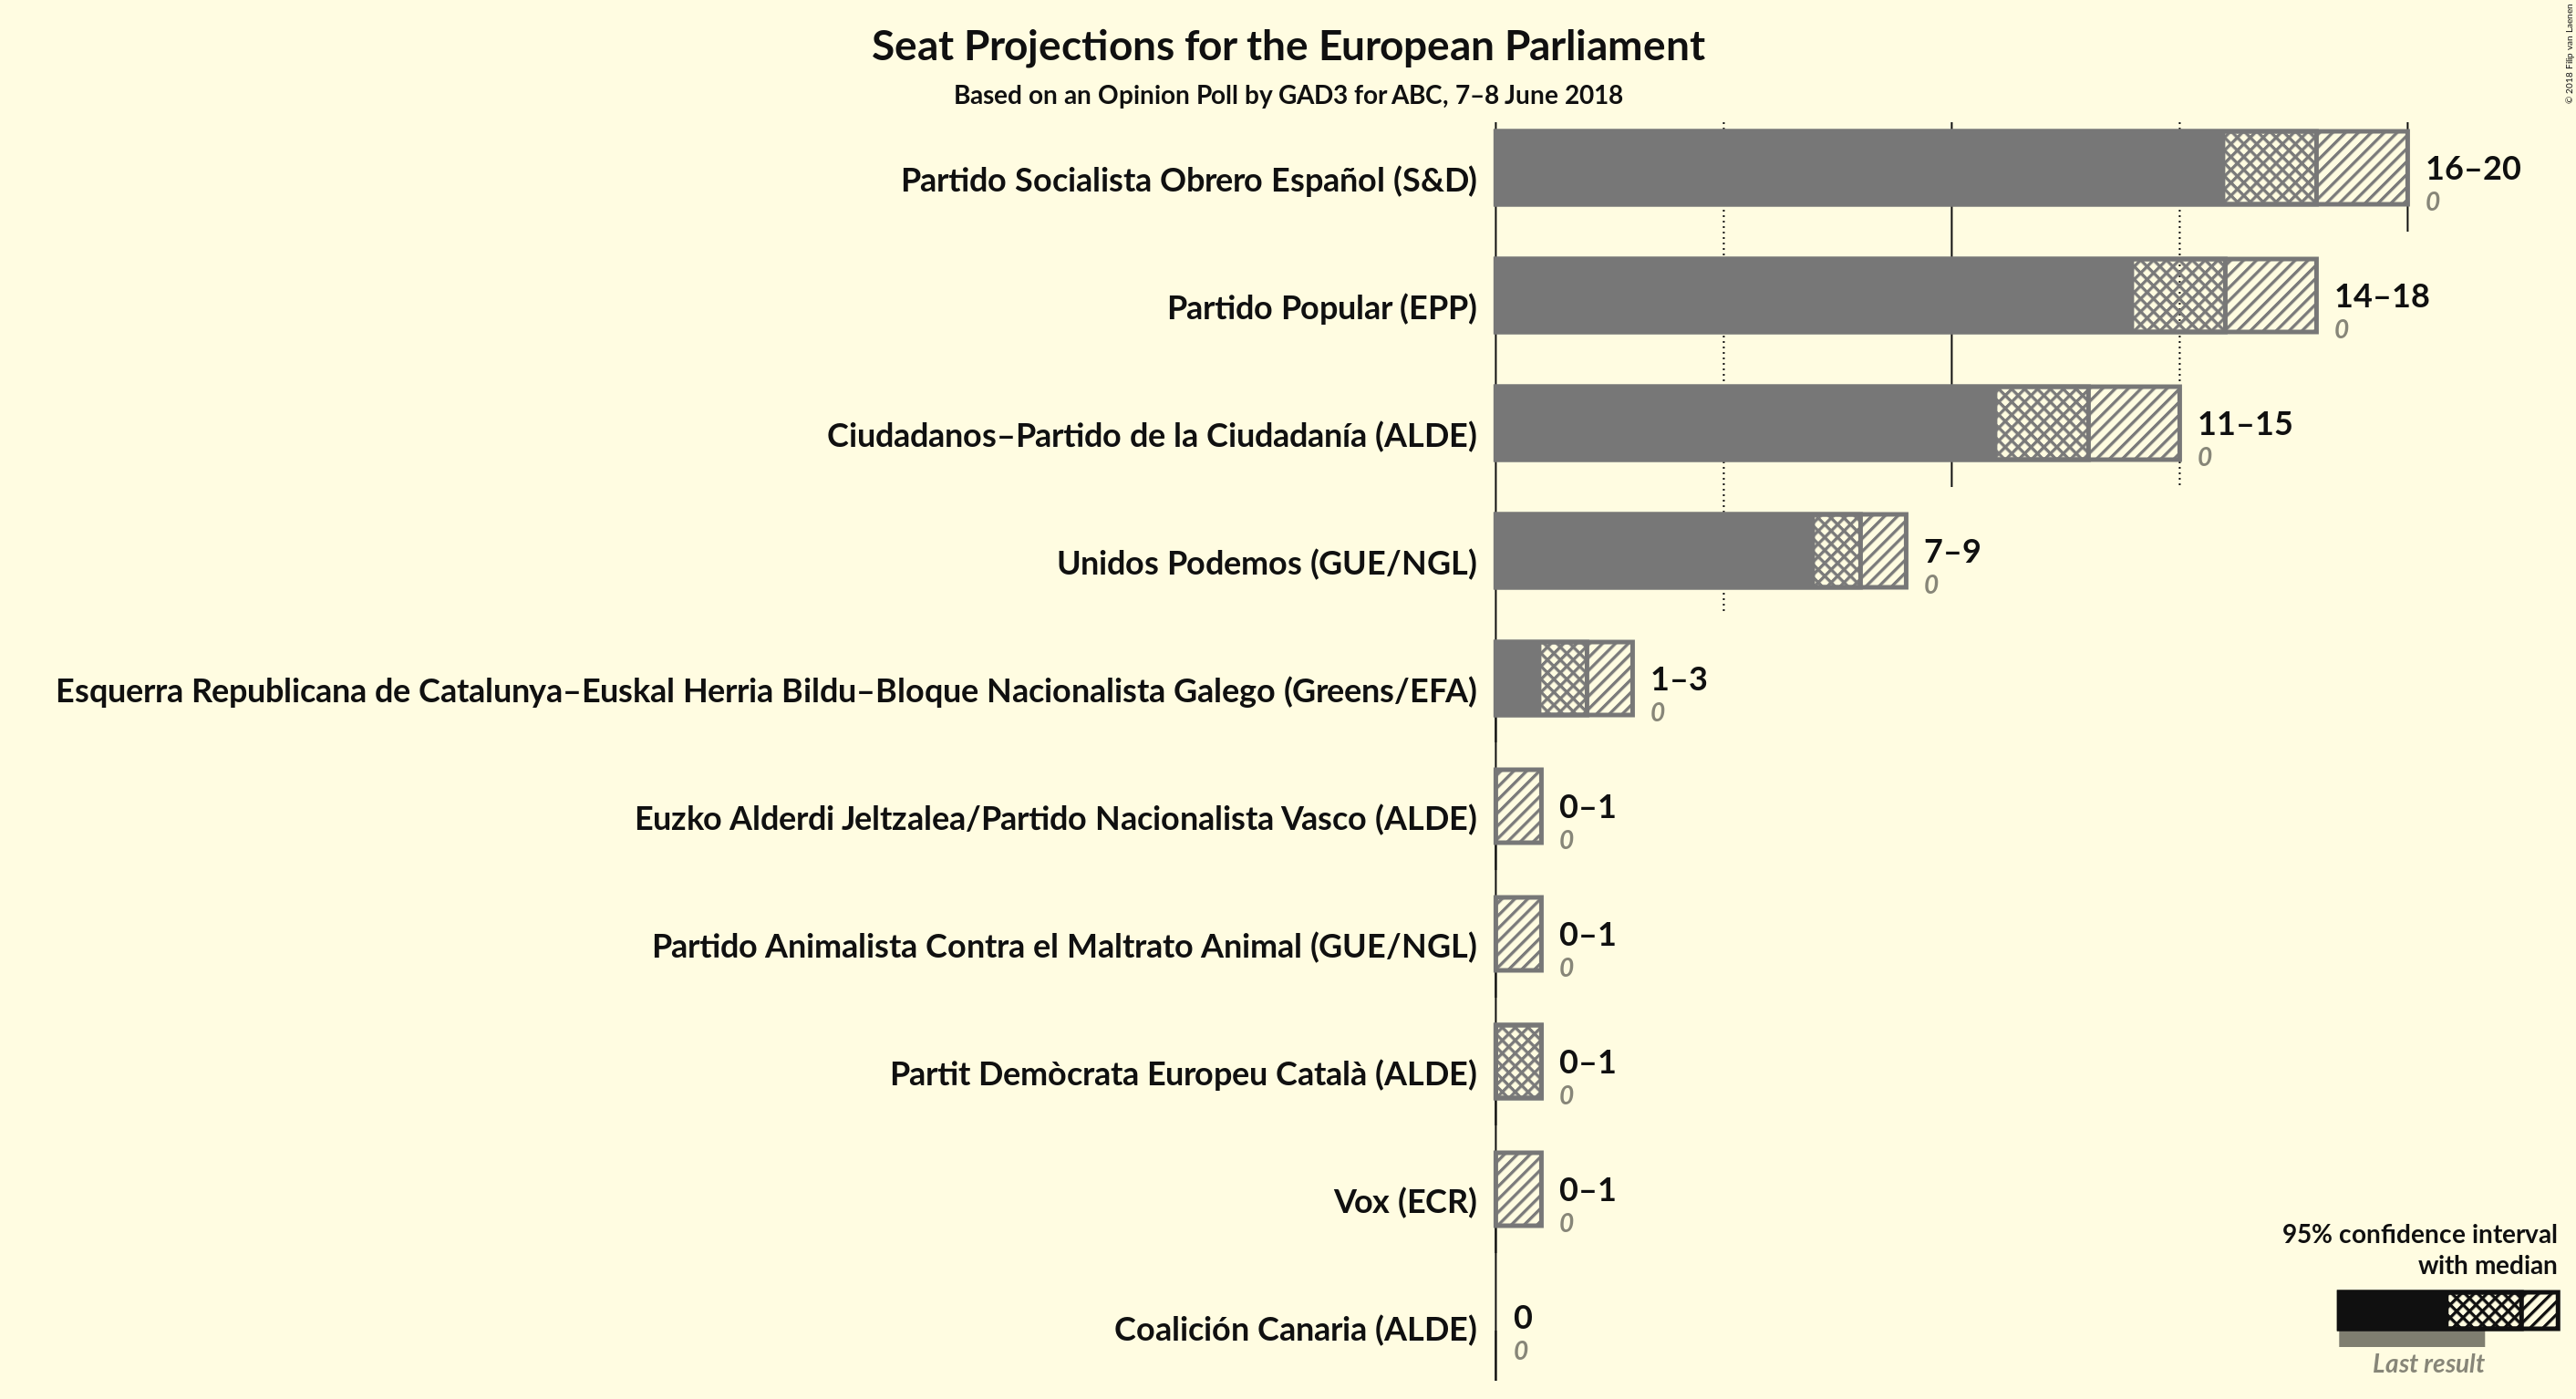 Seat Projections for the European Parliament
Based on an Opinion Poll by GAD3 for ABC, 7–8 June 2018
© 2018 Filip van Laenen
Partido Socialista Obrero Español (S&D)
16–20
0
Partido Popular (EPP)
14–18
0
Ciudadanos–Partido de la Ciudadanía (ALDE)
11–15
0
Unidos Podemos (GUE/NGL)
7–9
0
Esquerra Republicana de Catalunya–Euskal Herria Bildu–Bloque Nacionalista Galego (Greens/EFA)
1–3
0
Euzko Alderdi Jeltzalea/Partido Nacionalista Vasco (ALDE)
0–1
0
Partido Animalista Contra el Maltrato Animal (GUE/NGL)
0–1
0
Partit Demòcrata Europeu Català (ALDE)
0–1
0
Vox (ECR)
0–1
0
Coalición Canaria (ALDE)
0
0
95% confidence interval
with median
Last result